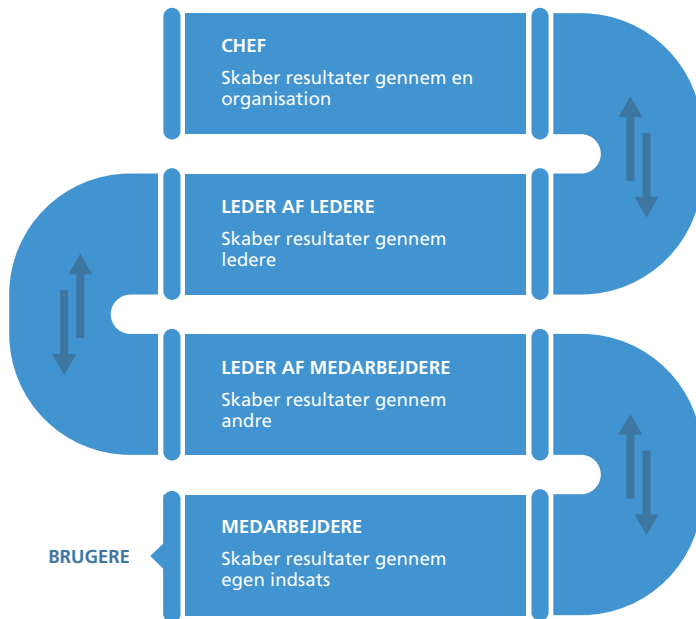 CHEF
Skaber resultater gennem en
organisation
LEDER AF LEDERE
Skaber resultater gennem
ledere
LEDER AF MEDARBEJDERE
Skaber resultater gennem
andre
MEDARBEJDERE
Skaber resultater gennem
egen indsats
BRUGERE